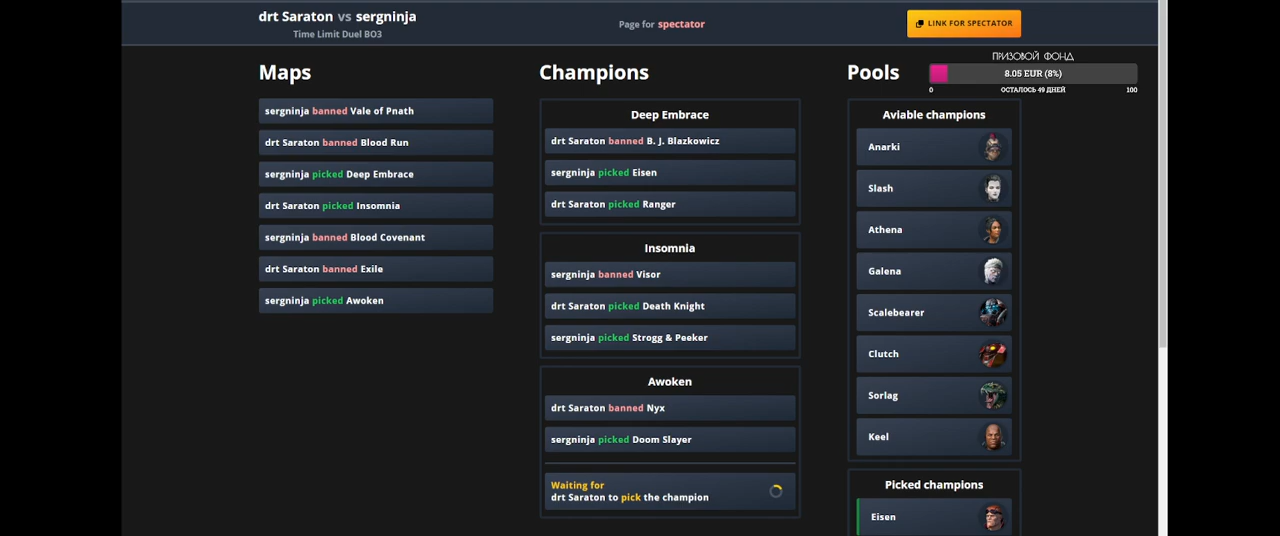 drt Saraton vs sergninja
Time Limit Duel BO3
Page for spectator
LINK FOR SPECTATOR
ПРИЗОВОЙ ФОНД
8.05 EUR (8%)
0
ОСТАЛОСЬ 49 ДНЕЙ
100
Maps
sergninja banned Vale of Pnath
drt Saraton banned Blood Run
sergninja picked Deep Embrace
drt Saraton picked Insomnia
sergninja banned Blood Covenant
drt Saraton banned Exile
sergninja picked Awoken
Champions
Deep Embrace
drt Saraton banned B. J. Blazkowicz
sergninja picked Eisen
drt Saraton picked Ranger
Insomnia
sergninja banned Visor
drt Saraton picked Death Knight
sergninja picked Strogg & Peeker
Awoken
drt Saraton banned Nyx
sergninja picked Doom Slayer
Waiting for
drt Saraton to pick the champion
Pools
Aviable champions
Anarki
Slash
Athena
Galena
Scalebearer
Clutch
Sorlag
Keel
Picked champions
Eisen